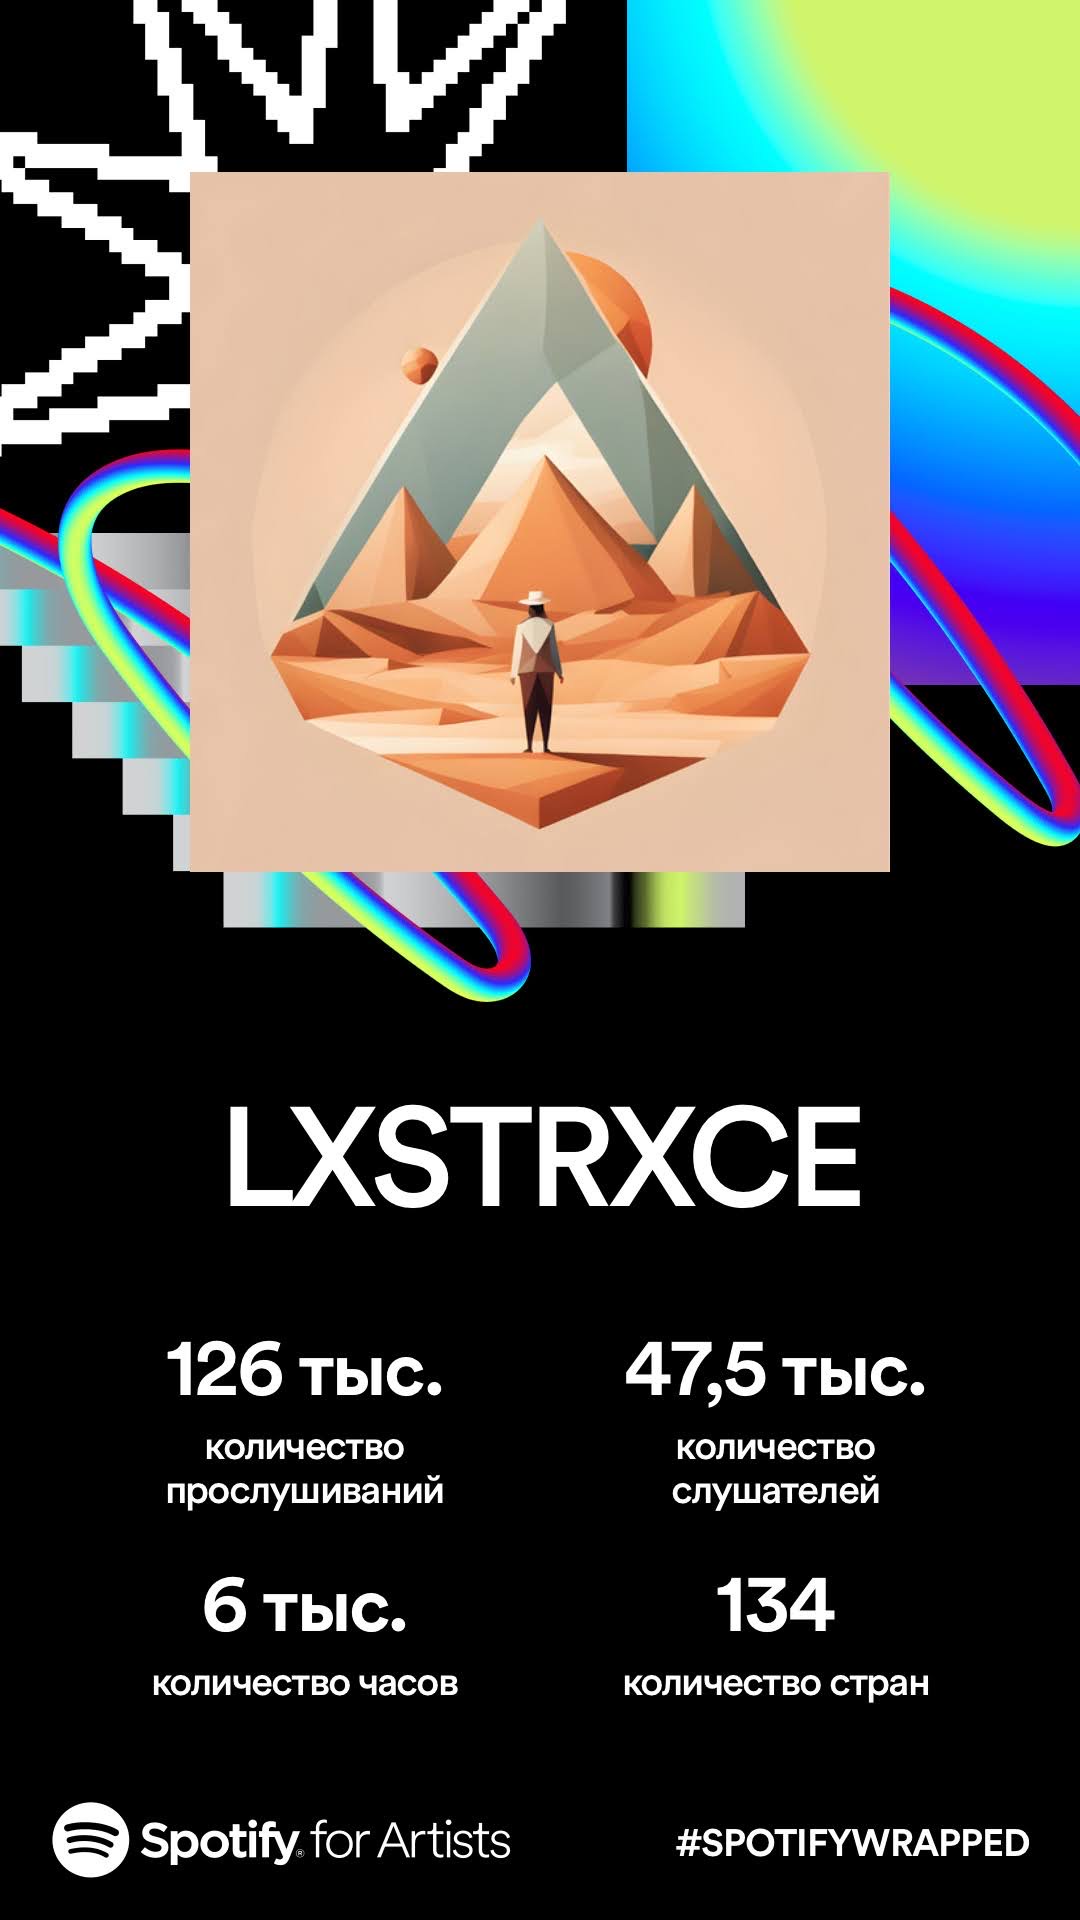 LXSTRXCE
126 тыс.
количество
прослушиваний
47,5 тыс.
количество
слушателей
6 тыс.
количество часов
134
количество стран
Spotify® for Artists
#SPOTIFYWRAPPED